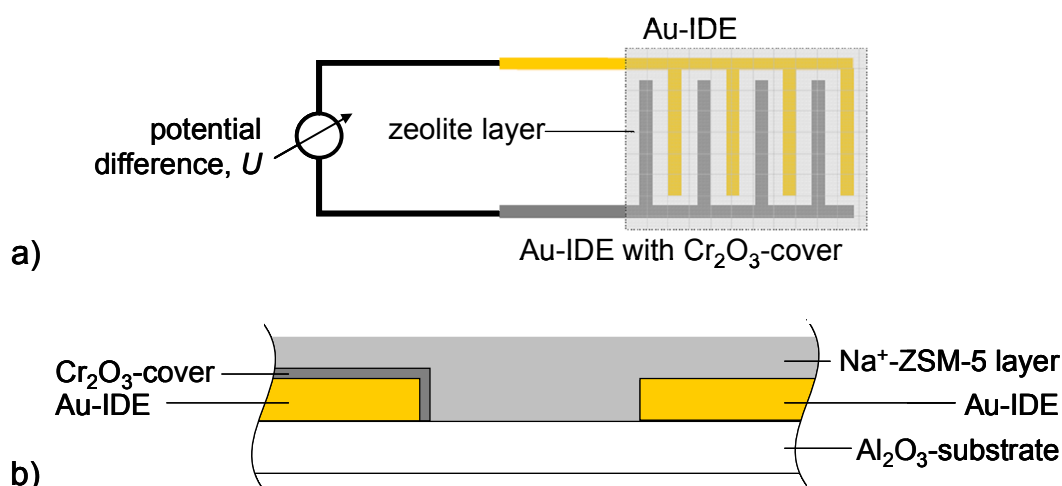 Au-IDE
potential
difference, U
zeolite layer
Au-IDE with Cr₂O₃-cover
a)
Cr₂O₃-cover
Au-IDE
Na⁺-ZSM-5 layer
Au-IDE
Al₂O₃-substrate
b)